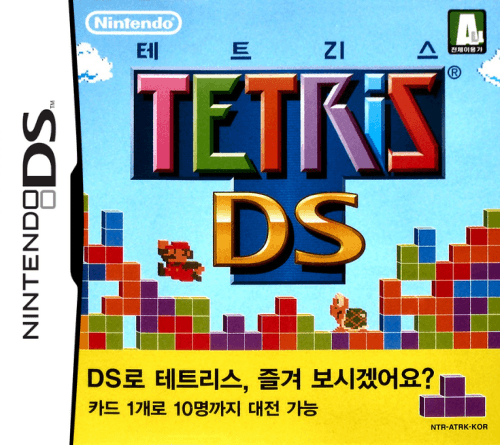 Nintendo®
테트리스
전체이용가
TETRiS®
DS
NINTENDO DS™
DS로 테트리스, 즐겨 보시겠어요?
카드 1개로 10명까지 대전 가능
NTR-ATRK-KOR